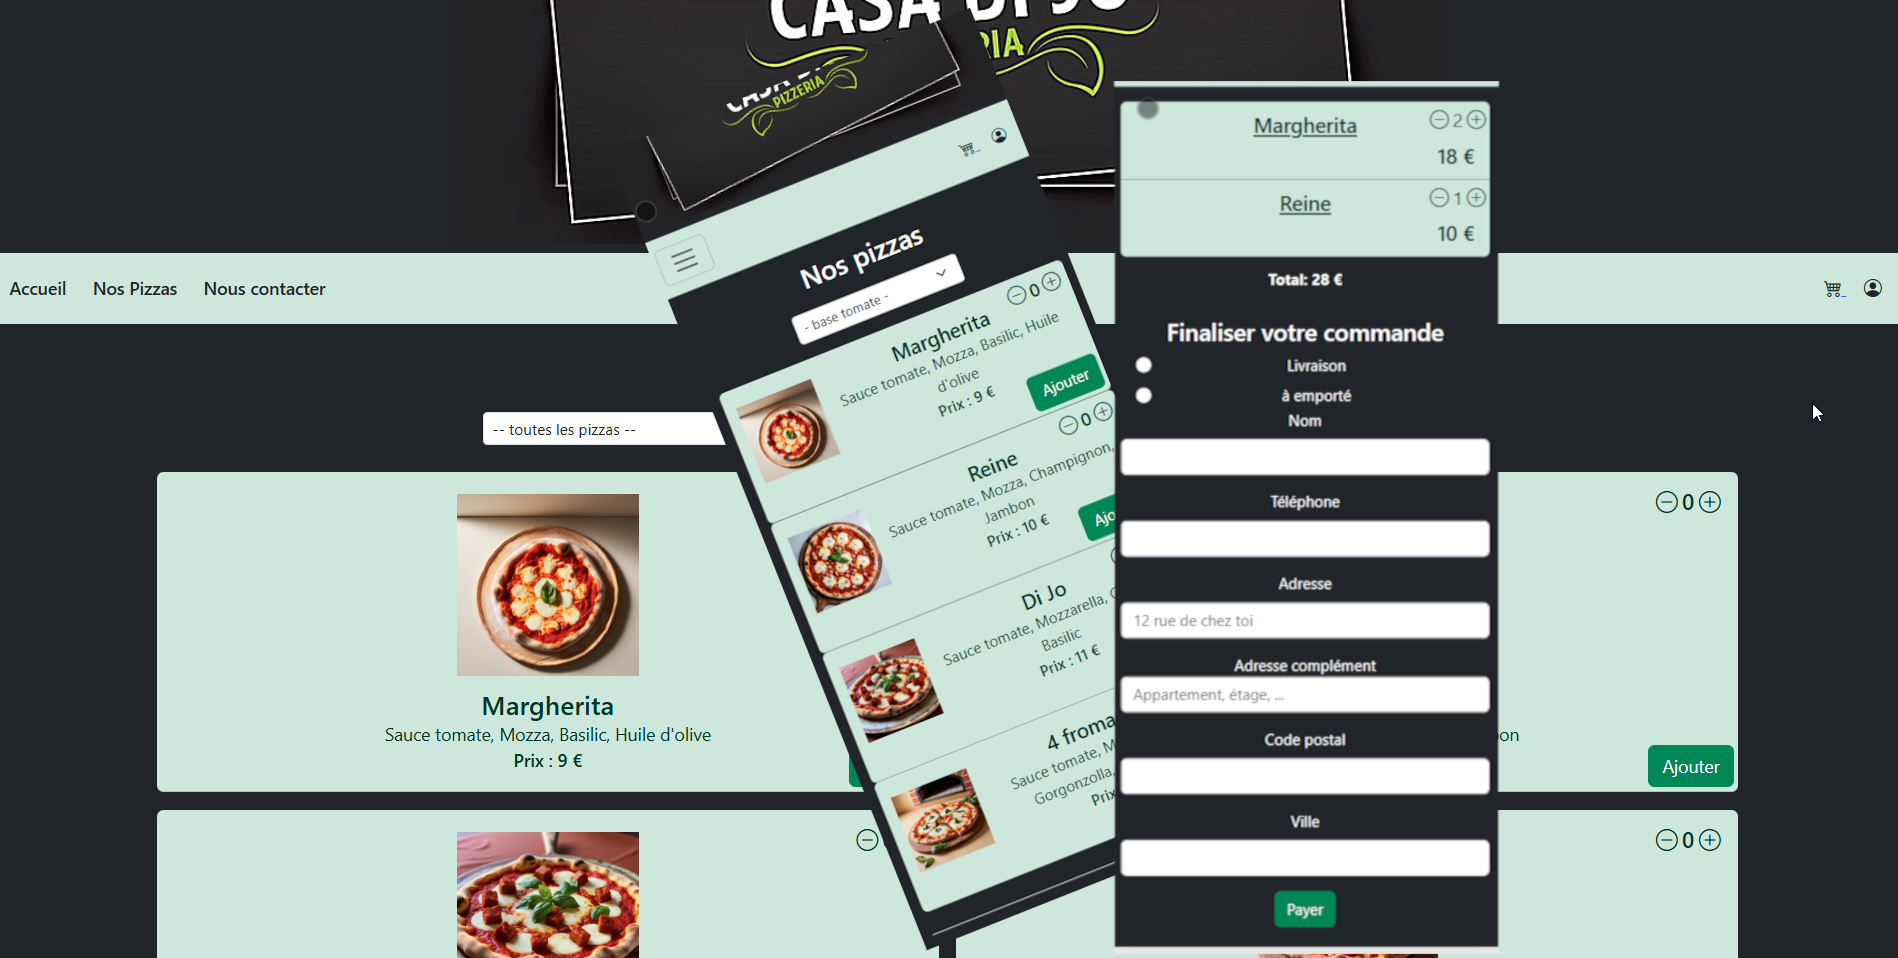 CASA DI JO
PIZZERIA
Accueil
Nos Pizzas
Nous contacter
-- toutes les pizzas --
Margherita
Sauce tomate, Mozza, Basilic, Huile d'olive
Prix : 9 €
0
Ajouter
0
Nos pizzas
- base tomate -
0
Margherita
Sauce tomate, Mozza, Basilic, Huile
d'olive
Prix : 9 €
Ajouter
0
Reine
Sauce tomate, Mozza, Champignon,
Jambon
Prix : 10 €
Ajo
Di Jo
Sauce tomate, Mozzarella,
Basilic
Prix : 11 €
4 froma
Sauce tomate, M
Gorgonzolla,
Prix
Margherita
2
18 €
Reine
1
10 €
Total: 28 €
Finaliser votre commande
Livraison
à emporté
Nom
Téléphone
Adresse
12 rue de chez toi
Adresse complément
Appartement, étage, ...
Code postal
Ville
Payer